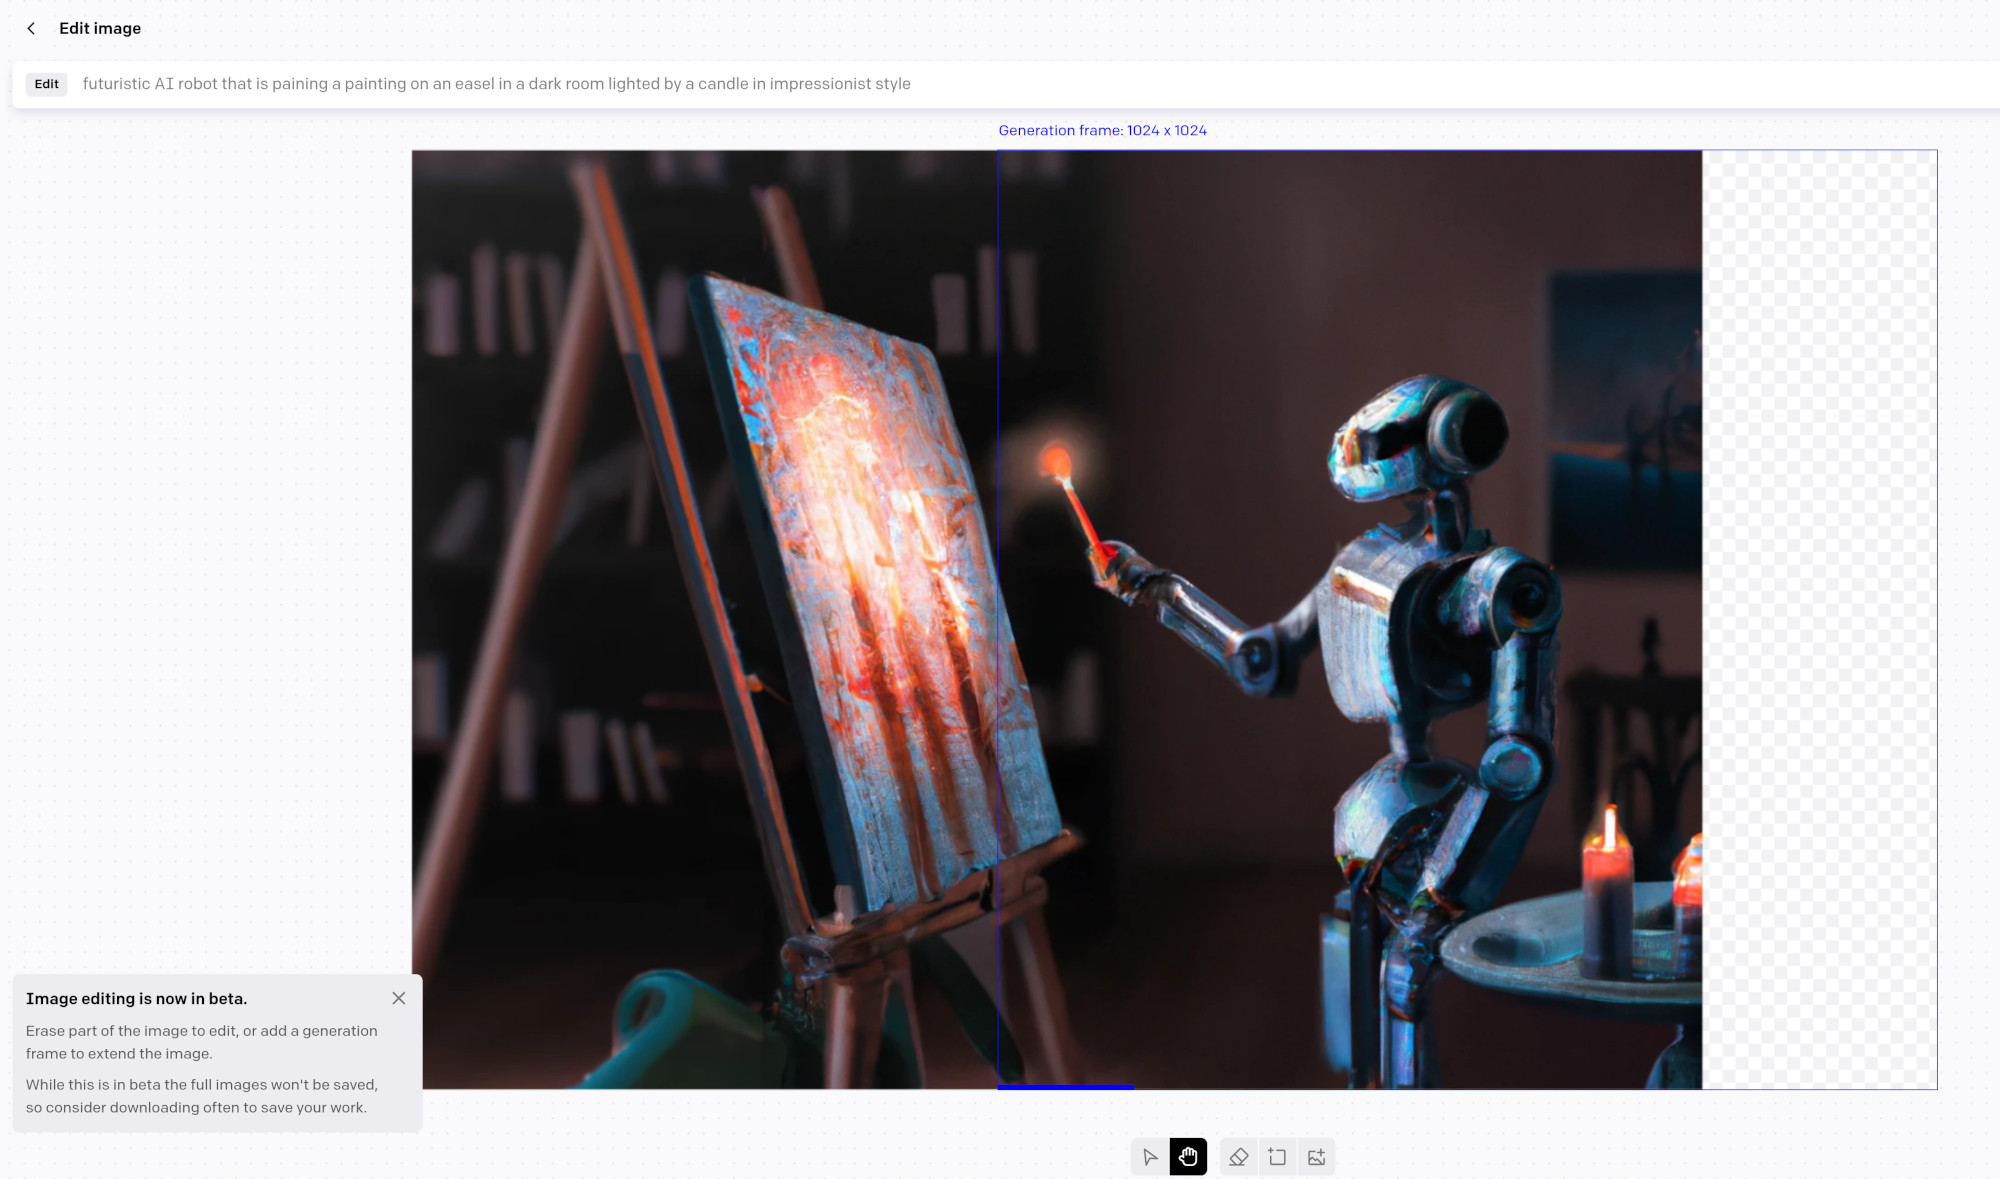 Edit image
Edit futuristic AI robot that is paining a painting on an easel in a dark room lighted by a candle in impressionist style
Generation frame: 1024 x 1024
Image editing is now in beta.
Erase part of the image to edit, or add a generation
frame to extend the image.
While this is in beta the full images won't be saved,
so consider downloading often to save your work.